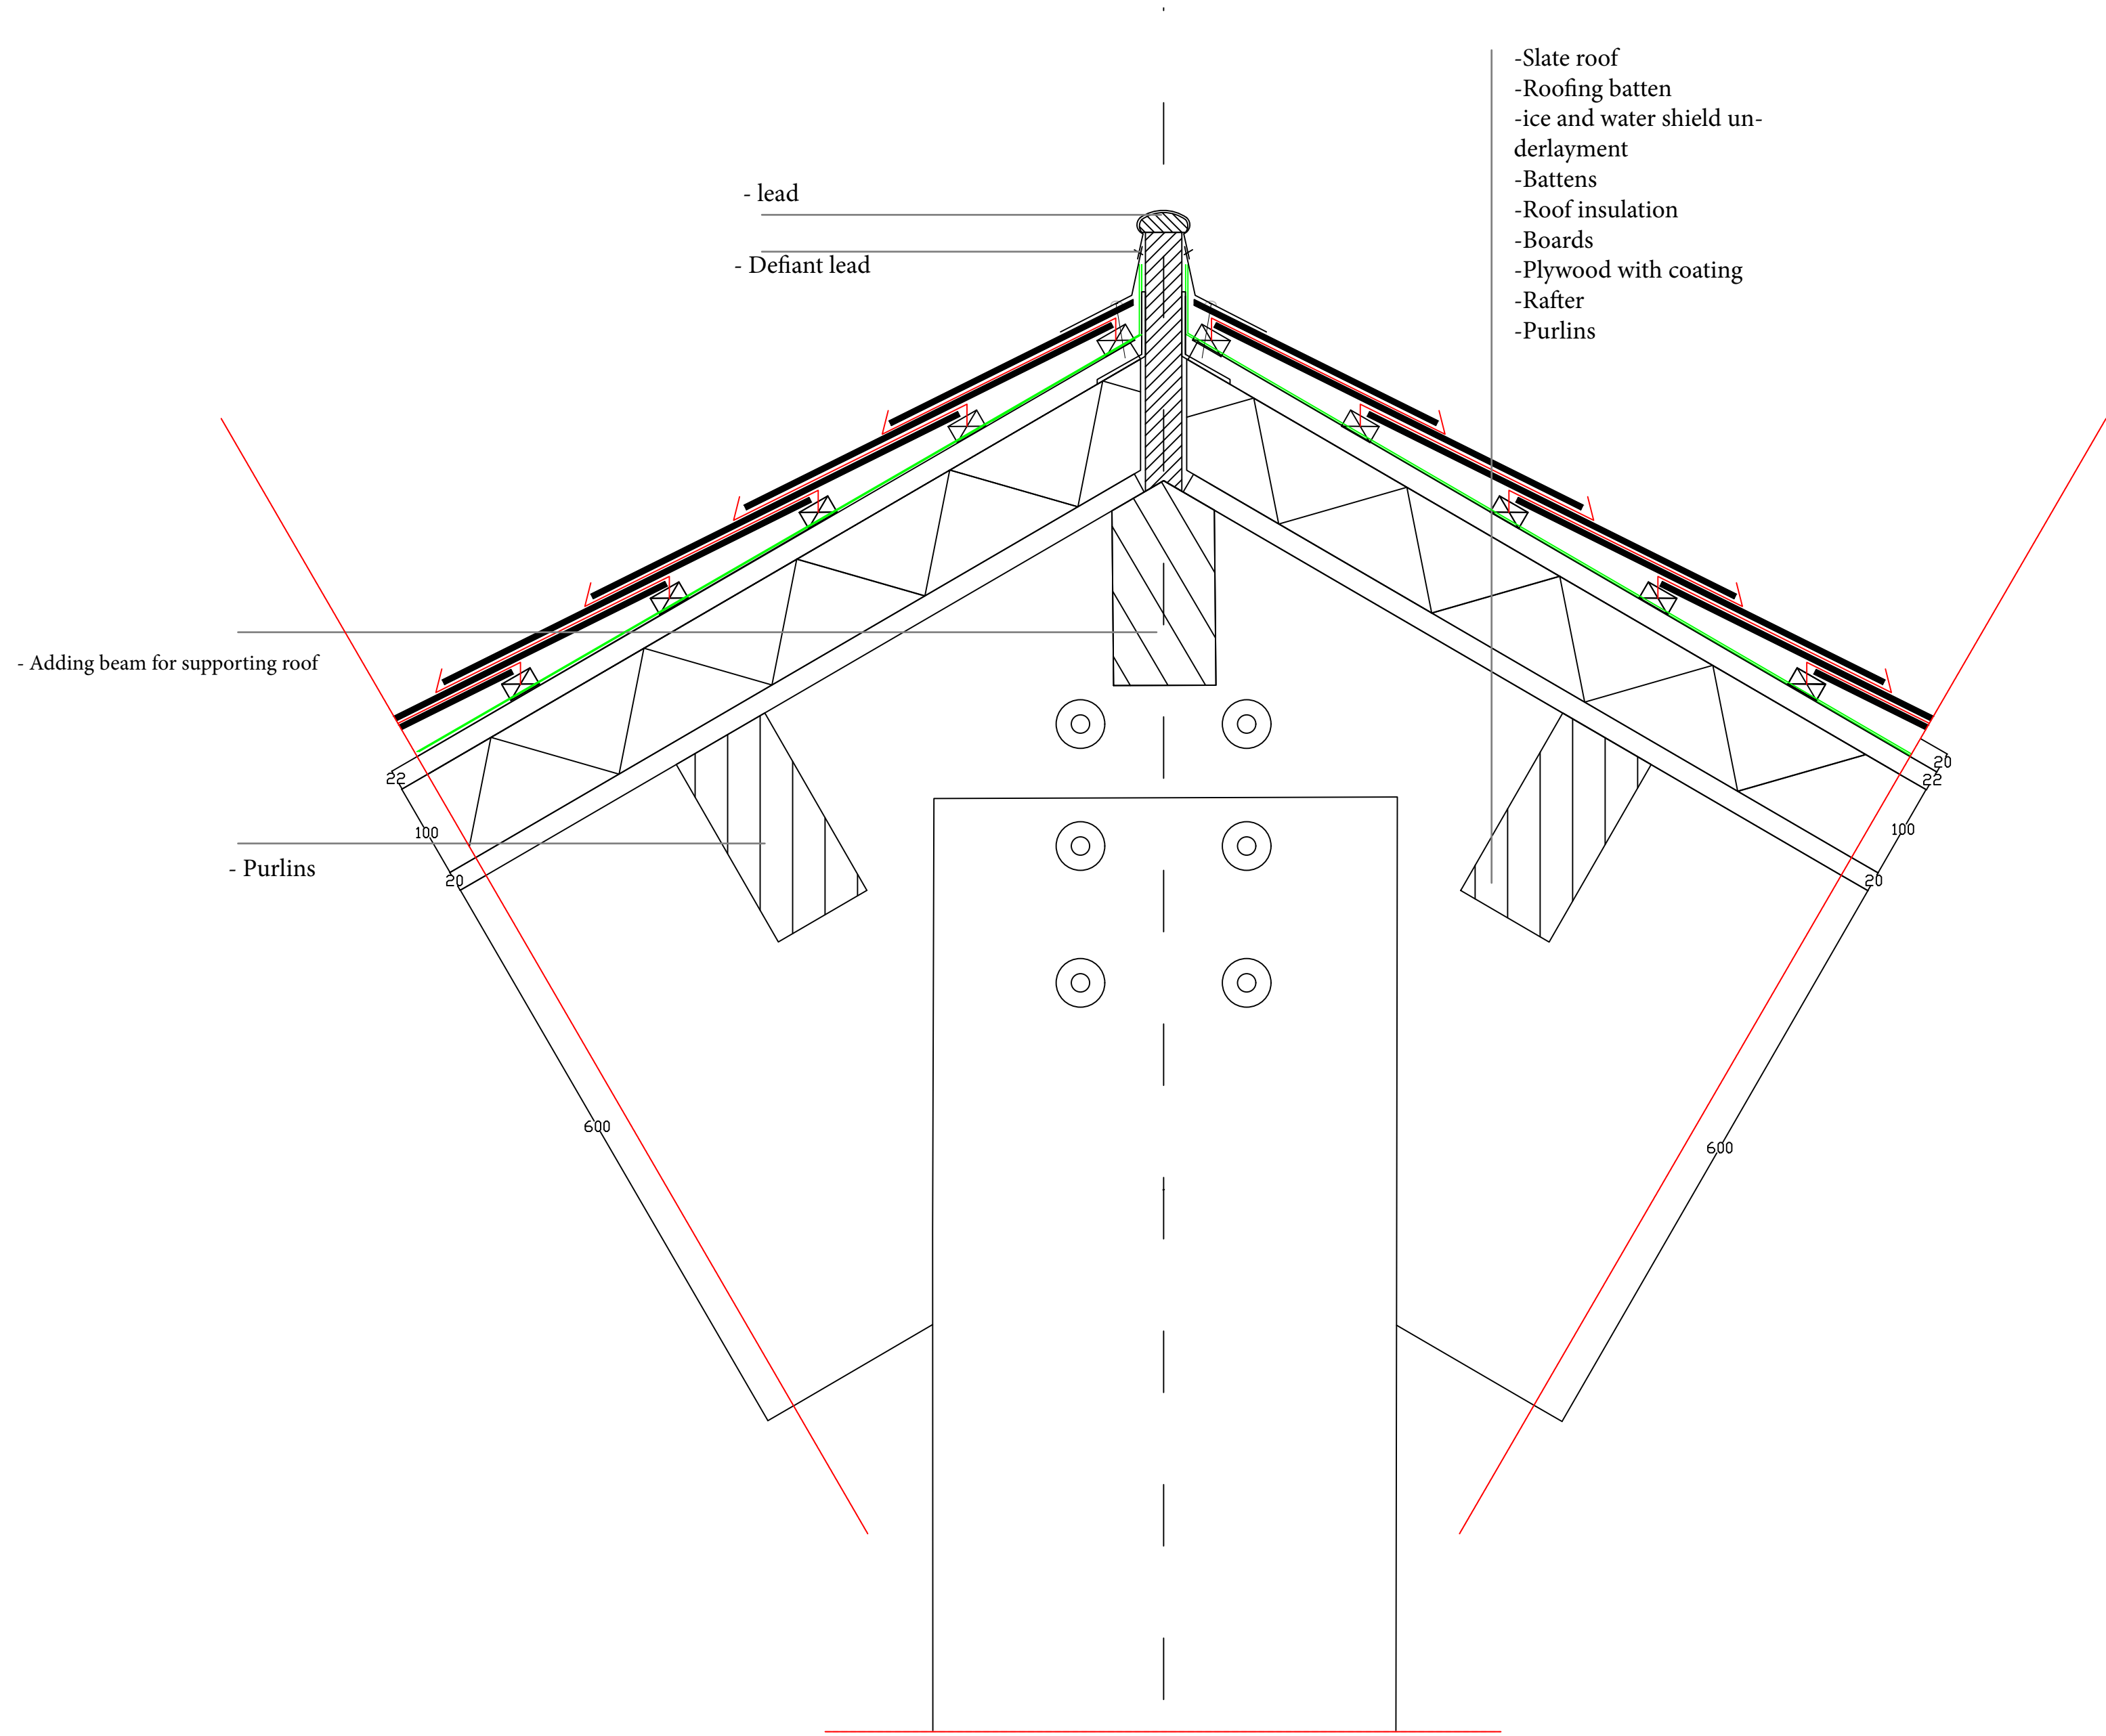 -Slate roof
-Roofing batten
-ice and water shield un-
derlayment
-Battens
-Roof insulation
-Boards
-Plywood with coating
-Rafter
-Purlins
- lead
- Defiant lead
- Adding beam for supporting roof
- Purlins
22
100
20
600
20
22
100
20
600